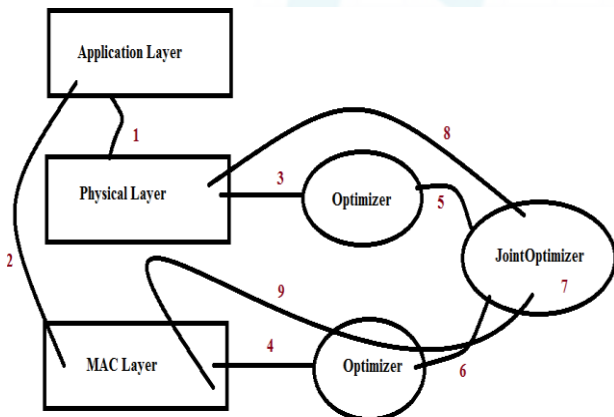 Application Layer
1
8
Physical Layer
3
Optimizer
5
2
JointOptimizer
7
9
MAC Layer
4
Optimizer
6